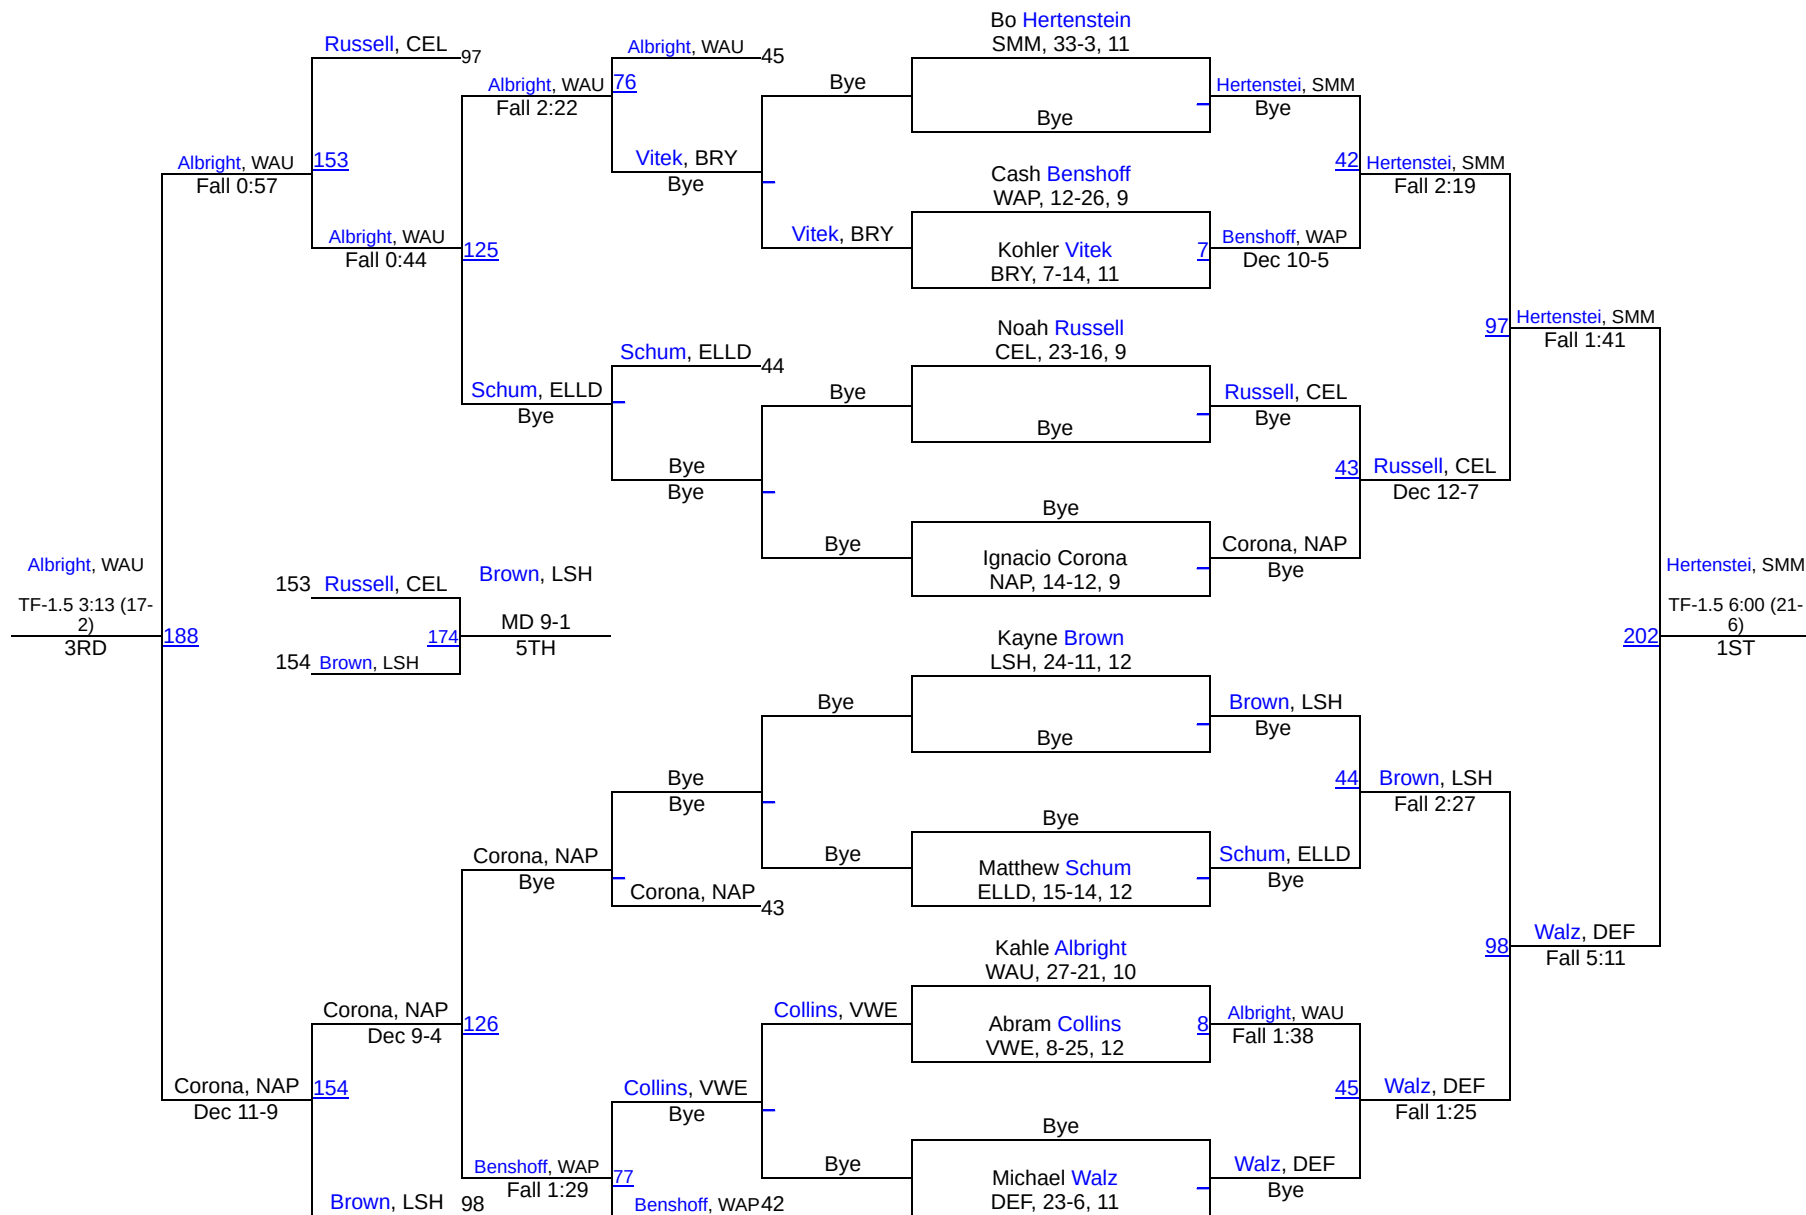 Bo Hertenstein
Russell, CEL
97
Albright, WAU
45
SMM, 33-3, 11
Albright, WAU
76
Bye
Hertenstei, SMM
Fall 2:22
Bye
Bye
Albright, WAU
153
Vitek, BRY
42
Hertenstei, SMM
Fall 0:57
Bye
Cash Benshoff
Fall 2:19
WAP, 12-26, 9
Albright, WAU
125
Vitek, BRY
Kohler Vitek
7
Benshoff, WAP
Fall 0:44
BRY, 7-14, 11
Dec 10-5
Noah Russell
97
Hertenstei, SMM
Schum, ELLD
44
CEL, 23-16, 9
Fall 1:41
Schum, ELLD
Bye
Russell, CEL
Bye
Bye
Bye
Bye
43
Russell, CEL
Bye
Dec 12-7
Bye
Bye
Ignacio Corona
Corona, NAP
NAP, 14-12, 9
Bye
Albright, WAU
153
Russell, CEL
Brown, LSH
Hertenstei, SMM
TF-1.5 3:13 (17-
2)
188
174
MD 9-1
TF-1.5 6:00 (21-
6)
202
3RD
5TH
1ST
154
Brown, LSH
Kayne Brown
LSH, 24-11, 12
Bye
Brown, LSH
Bye
Bye
Bye
44
Brown, LSH
Bye
Fall 2:27
Bye
Corona, NAP
Bye
Matthew Schum
Schum, ELLD
Bye
ELLD, 15-14, 12
Bye
Corona, NAP
43
Kahle Albright
98
Walz, DEF
WAU, 27-21, 10
Fall 5:11
Corona, NAP
126
Collins, VWE
Abram Collins
8
Albright, WAU
Dec 9-4
VWE, 8-25, 12
Fall 1:38
Corona, NAP
154
Collins, VWE
45
Walz, DEF
Dec 11-9
Bye
Fall 1:25
Bye
Benshoff, WAP
77
Bye
Michael Walz
Walz, DEF
Fall 1:29
DEF, 23-6, 11
Bye
Brown, LSH
98
Benshoff, WAP
42